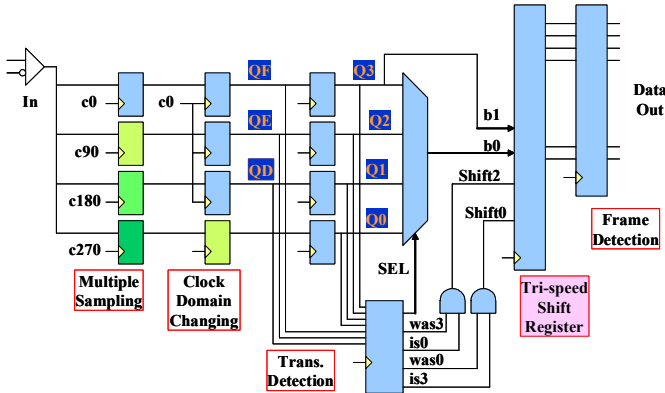 QF
Q3
In
c0
c0
QE
Q2
b1
Data
Out
c90
b0
QD
Q1
Shift2
c180
Q0
Shift0
c270
SEL
Frame
Detection
Multiple
Sampling
Clock
Domain
Changing
Tri-speed
Shift
Register
was3
is0
was0
is3
Trans.
Detection